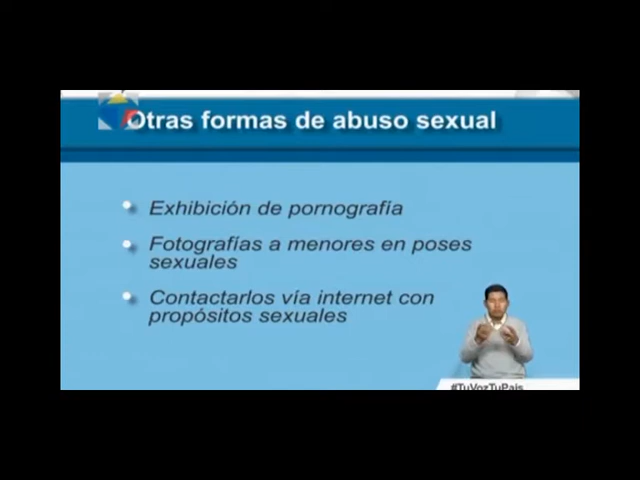 Otras formas de abuso sexual
Exhibición de pornografía
Fotografías a menores en poses
sexuales
Contactarlos vía internet con
propósitos sexuales
#TuVozTuPaís